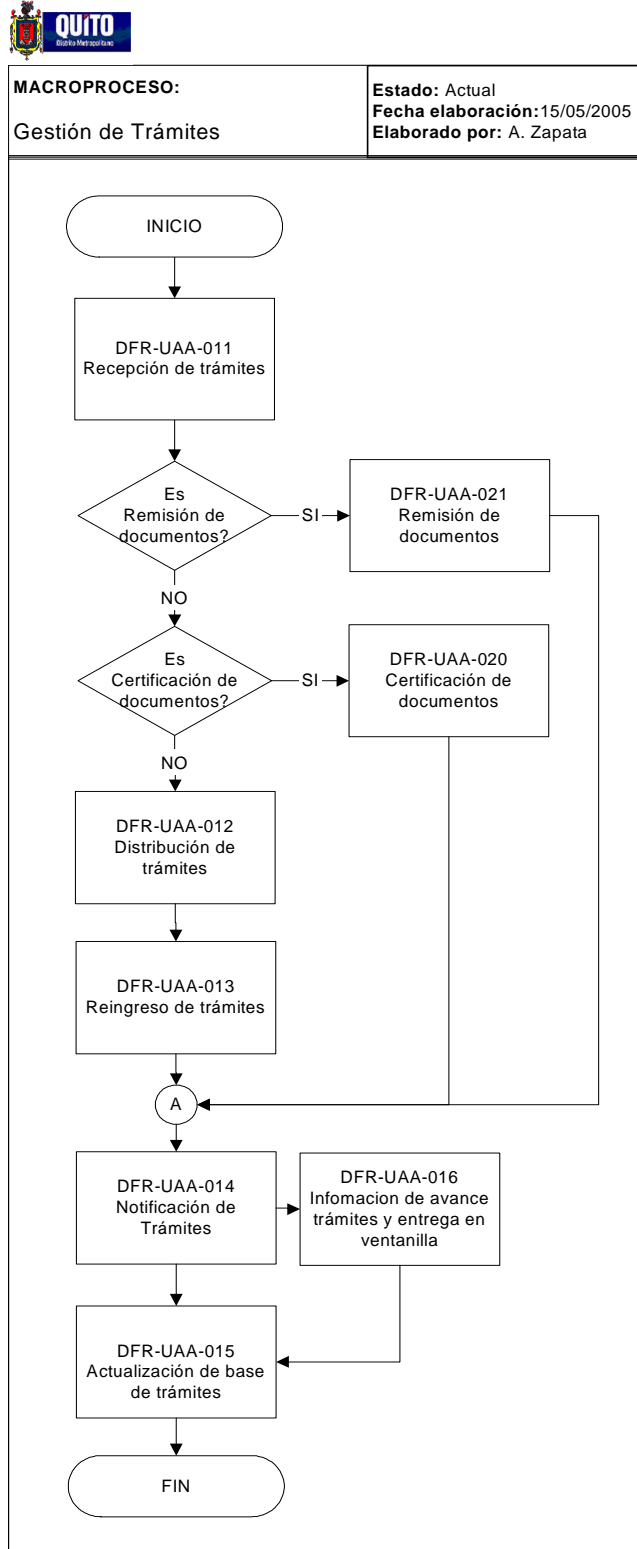 QUITO
Distrito Metropolitano
MACROPROCESO:
Gestión de Trámites
Estado: Actual
Fecha elaboración:15/05/2005
Elaborado por: A. Zapata
INICIO
DFR-UAA-011
Recepción de trámites
Es
Remisión de
documentos?
SI
DFR-UAA-021
Remisión de
documentos
NO
Es
Certificación de
documentos?
SI
DFR-UAA-020
Certificación de
documentos
NO
DFR-UAA-012
Distribución de
trámites
DFR-UAA-013
Reingreso de trámites
A
DFR-UAA-014
Notificación de
Trámites
DFR-UAA-016
Infomacion de avance
trámites y entrega en
ventanilla
DFR-UAA-015
Actualización de base
de trámites
FIN